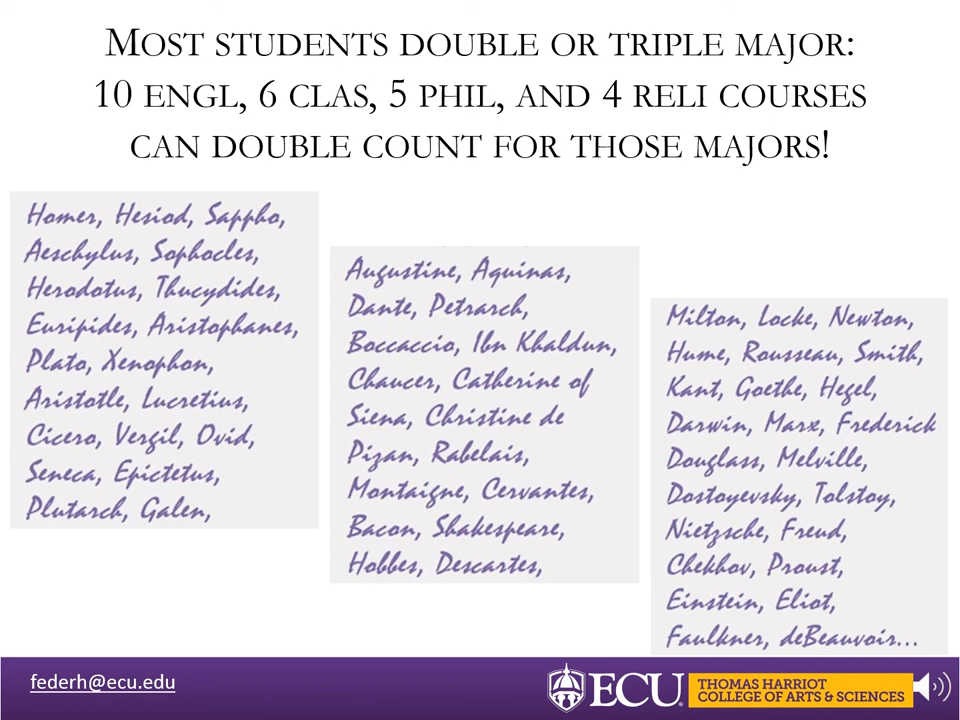 MOST STUDENTS DOUBLE OR TRIPLE MAJOR:
10 ENGL, 6 CLAS, 5 PHIL, AND 4 RELI COURSES
CAN DOUBLE COUNT FOR THOSE MAJORS!
Homer, Hesiod, Sappho,
Aeschylus, Sophocles,
Herodotus, Thucydides,
Euripides, Aristophanes,
Plato, Xenophon,
Aristotle, Lucretius,
Cicero, Vergil, Ovid,
Seneca, Epictetus,
Plutarch, Galen,
Augustine, Aquinas,
Dante, Petrarch,
Boccaccio, Ibn Khaldun,
Chaucer, Catherine of
Siena, Christine de
Pizan, Rabelais,
Montaigne, Cervantes,
Bacon, Shakespeare,
Hobbes, Descartes,
Milton, Locke, Newton,
Hume, Rousseau, Smith,
Kant, Goethe, Hegel,
Darwin, Marx, Frederick
Douglass, Melville,
Dostoyevsky, Tolstoy,
Nietzsche, Freud,
Chekhov, Proust,
Einstein, Eliot,
Faulkner, deBeauvoir...
federh@ecu.edu
ECU
THOMAS HARRIOT
COLLEGE OF ARTS & SCIENCES